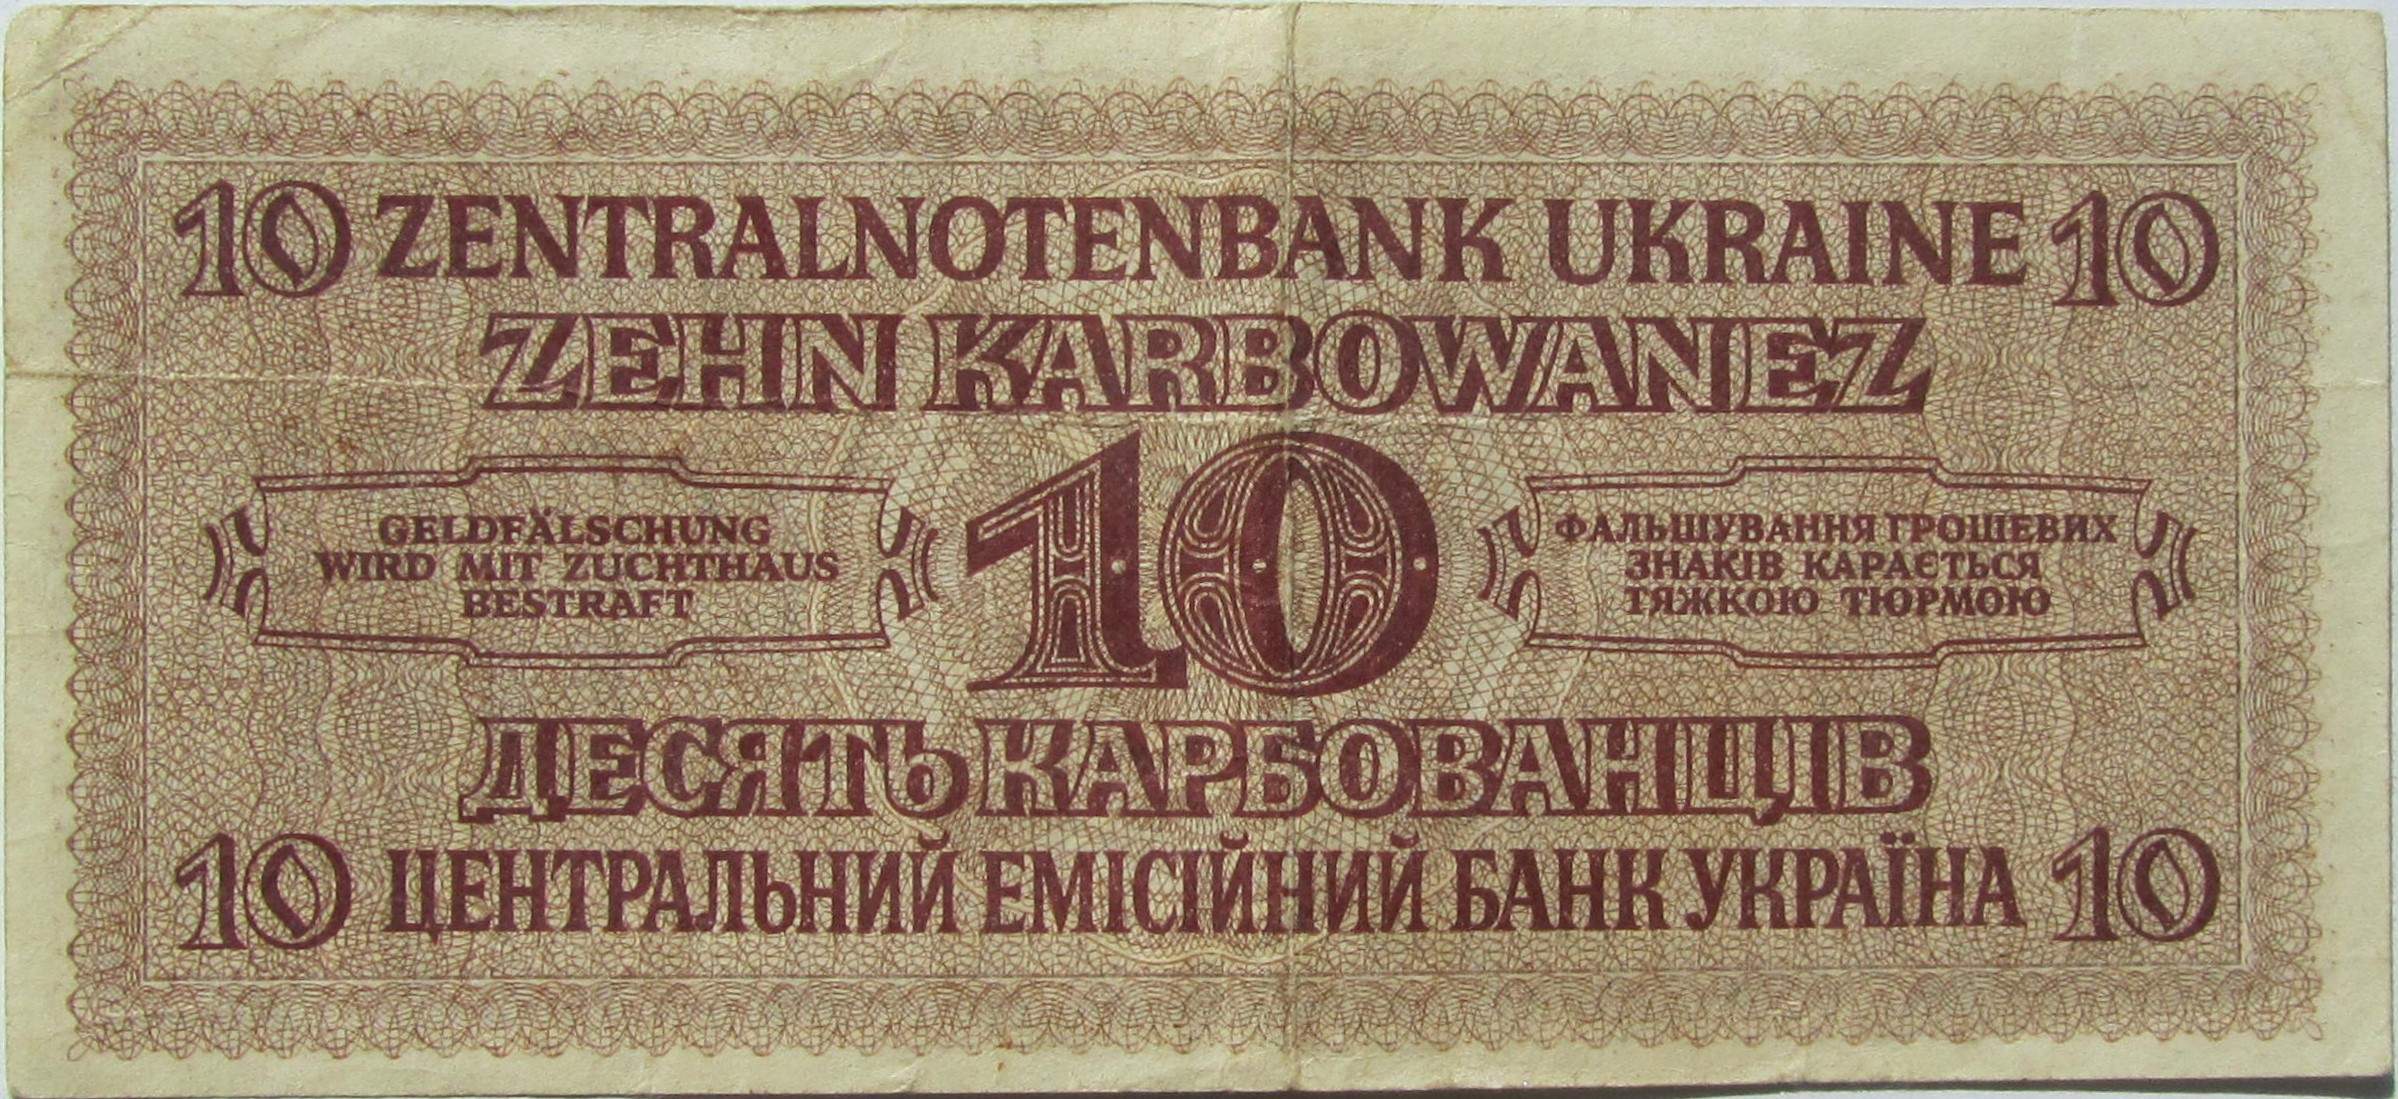 10 ZENTRALNOTENBANK UKRAINE 10
ZEHN KARBOWANEZ
GELDFÄLSCHUNG
WIRD MIT ZUCHTHAUS
BESTRAFT
10
ФАЛЬШУВАННЯ ГРОШЕВИХ
ЗНАКІВ КАРАЄТЬСЯ
ТЯЖКОЮ ТЮРМОЮ
ДЕСЯТЬ КАРБОВАНЦІВ
10 ЦЕНТРАЛЬНИЙ ЕМІСІЙНИЙ БАНК УКРАЇНА 10